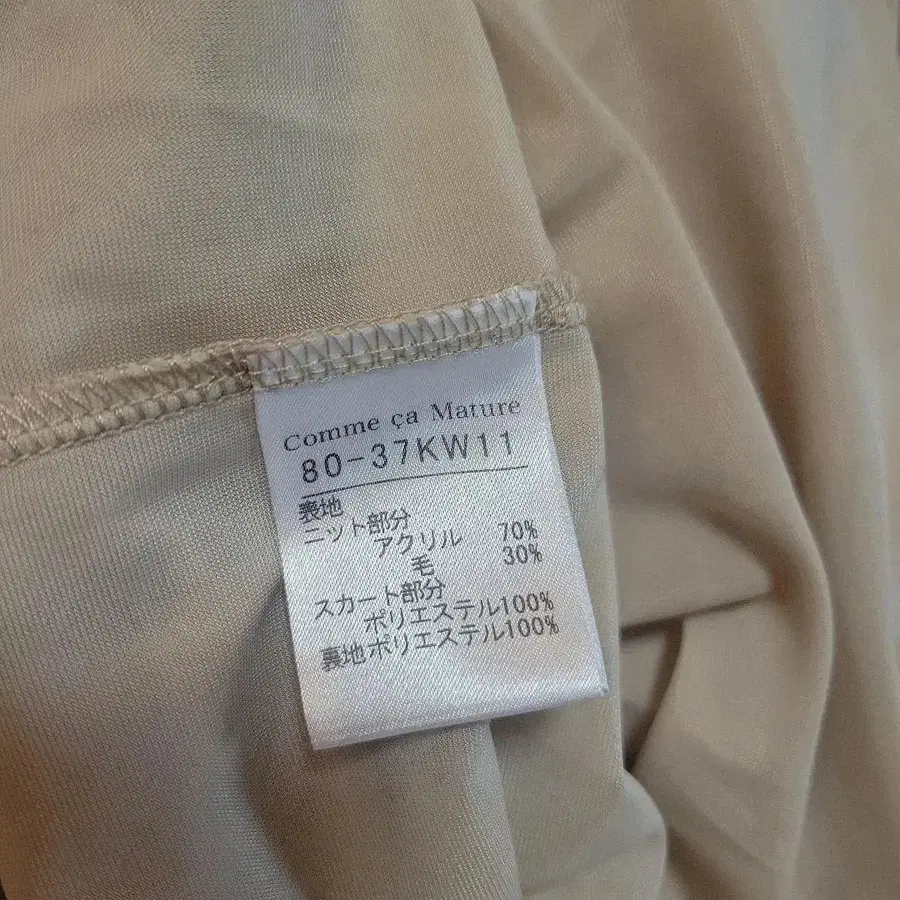 Comme ça Mature
80-37KW11
表地
ニット部分
アクリル 70%
毛 30%
スカート部分
ポリエステル100%
裏地ポリエステル100%